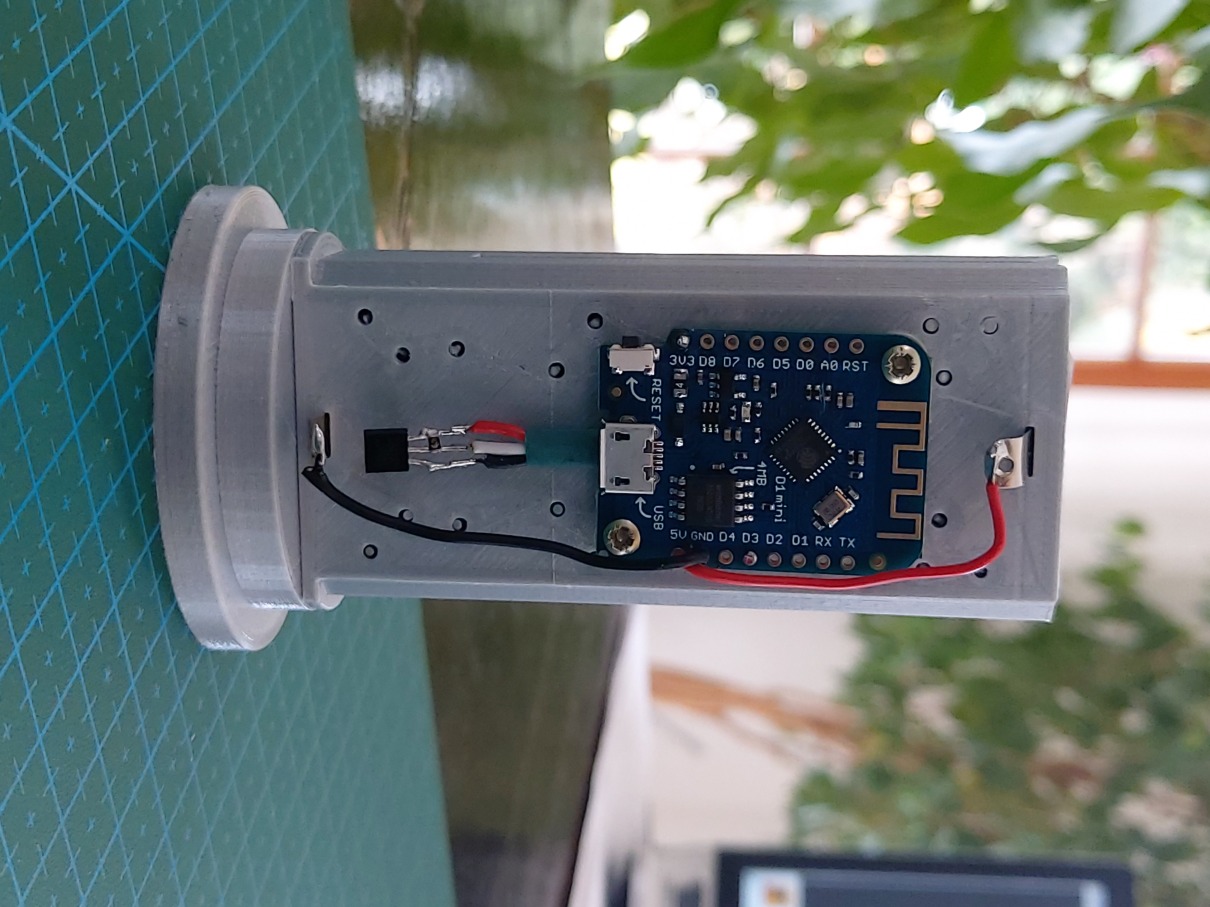 RST
A0
D0
D5
D6
D7
D8
3V3
TX
RX
D1
D2
D3
D4
GND
5V
D1 mini
4MB
RESET
USB